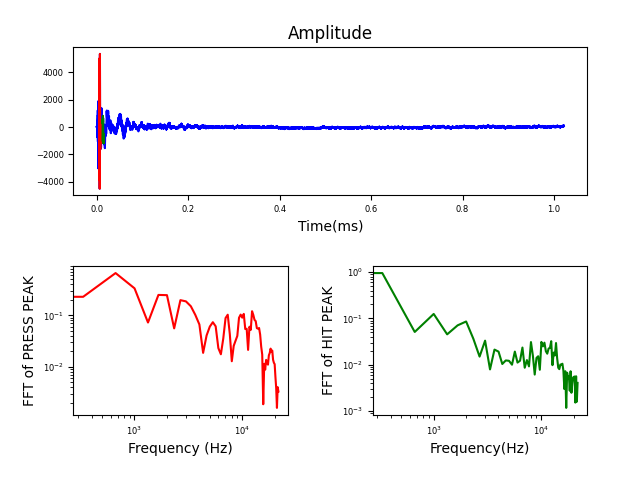 Amplitude
4000
2000
0
−2000
−4000
0.0 0.2 0.4 0.6 0.8 1.0
Time(ms)
FFT of PRESS PEAK
10⁻¹
10⁻²
10³ 10⁴
Frequency (Hz)
FFT of HIT PEAK
10⁰
10⁻¹
10⁻²
10⁻³
10³ 10⁴
Frequency(Hz)